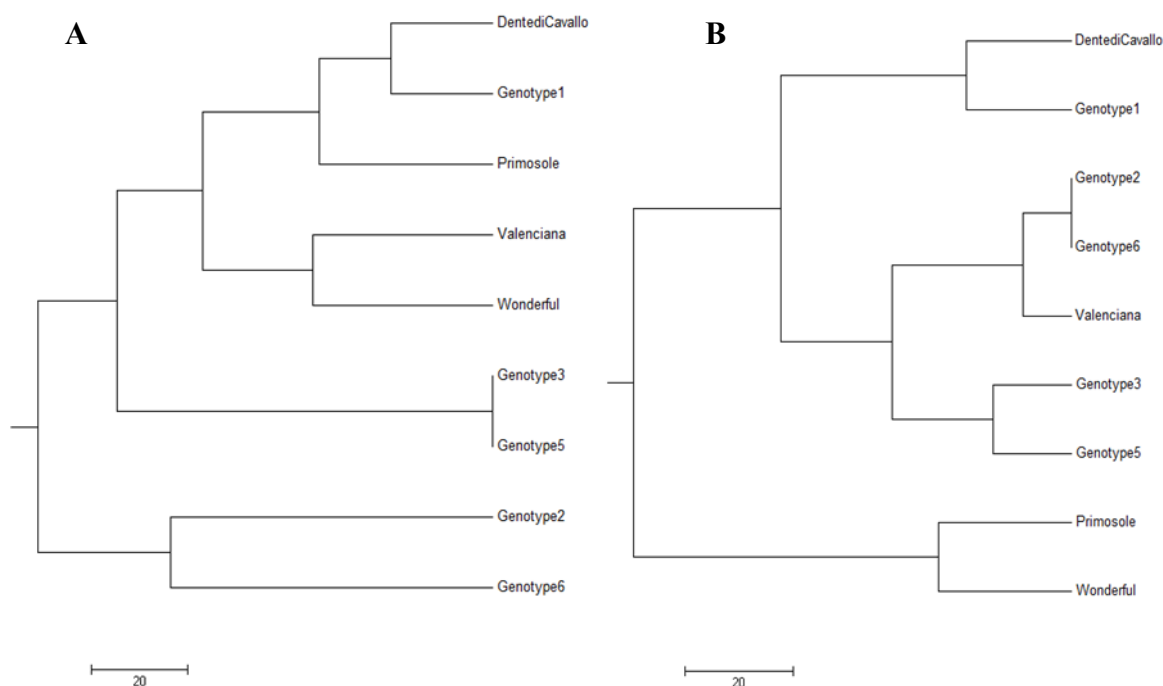 A
DentediCavallo
Genotype1
Primosole
Valenciana
Wonderful
Genotype3
Genotype5
Genotype2
Genotype6
20
B
DentediCavallo
Genotype1
Genotype2
Genotype6
Valenciana
Genotype3
Genotype5
Primosole
Wonderful
20